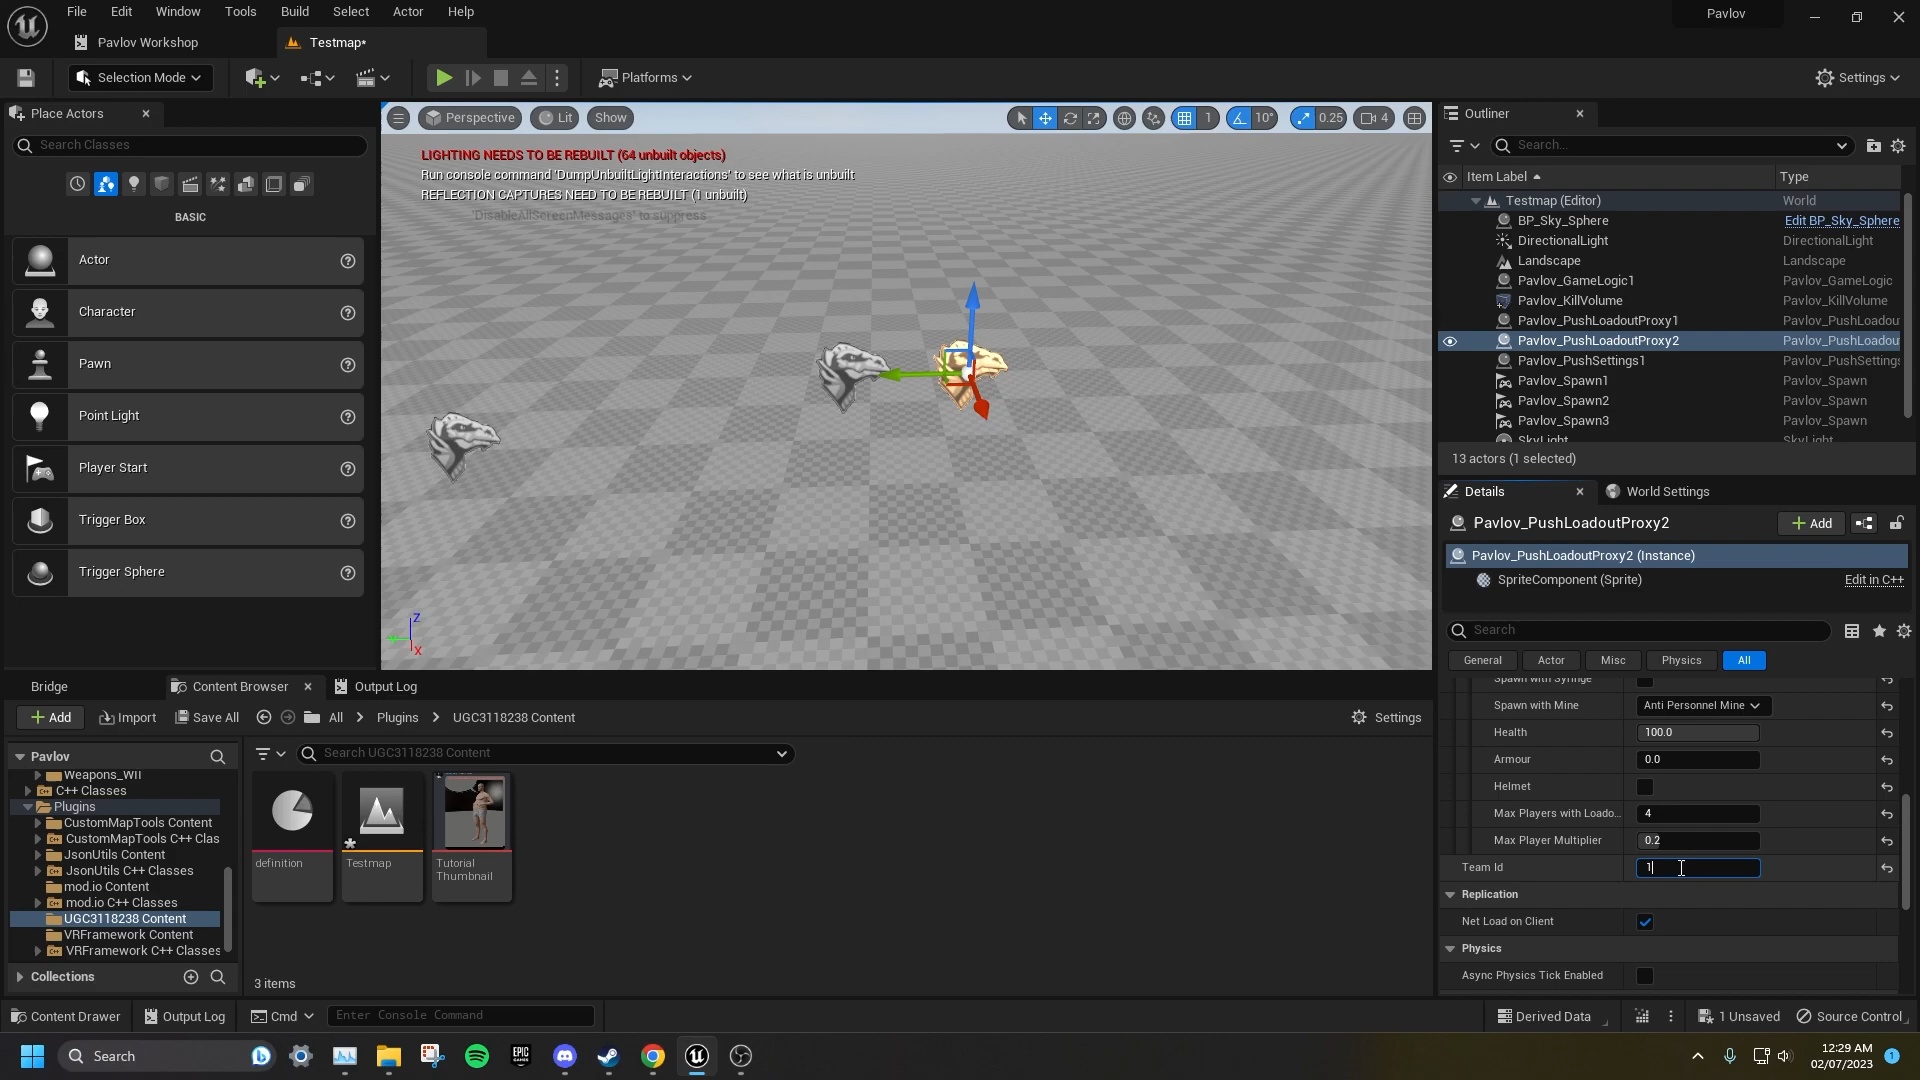 File Edit Window Tools Build Select Actor Help
Pavlov
Pavlov Workshop
Testmap*
Selection Mode
Platforms
Settings
Place Actors
Search Classes
BASIC
Actor
Character
Pawn
Point Light
Player Start
Trigger Box
Trigger Sphere
Perspective Lit Show
1 10° 0.25 4
LIGHTING NEEDS TO BE REBUILT (64 unbuilt objects)
Run console command 'DumpUnbuiltLightInteractions' to see what is unbuilt
REFLECTION CAPTURES NEED TO BE REBUILT (1 unbuilt)
'DisableAllScreenMessages' to suppress
Z
X
Outliner
Search...
Item Label Type
Testmap (Editor) World
BP_Sky_Sphere Edit BP_Sky_Sphere
DirectionalLight DirectionalLight
Landscape Landscape
Pavlov_GameLogic1 Pavlov_GameLogic
Pavlov_KillVolume Pavlov_KillVolume
Pavlov_PushLoadoutProxy1 Pavlov_PushLoadou
Pavlov_PushLoadoutProxy2 Pavlov_PushLoadou
Pavlov_PushSettings1 Pavlov_PushSettings
Pavlov_Spawn1 Pavlov_Spawn
Pavlov_Spawn2 Pavlov_Spawn
Pavlov_Spawn3 Pavlov_Spawn
SkyLight SkyLight
13 actors (1 selected)
Details
World Settings
Pavlov_PushLoadoutProxy2
Add
Pavlov_PushLoadoutProxy2 (Instance)
SpriteComponent (Sprite) Edit in C++
Search
General Actor Misc Physics All
Spawn with Syringe
Spawn with Mine Anti Personnel Mine
Health 100.0
Armour 0.0
Helmet
Max Players with Loado... 4
Max Player Multiplier 0.2
Team Id 1
Replication
Net Load on Client
Physics
Async Physics Tick Enabled
Bridge
Content Browser
Output Log
Add Import Save All All Plugins UGC3118238 Content Settings
Pavlov
Weapons_WII
C++ Classes
Plugins
CustomMapTools Content
CustomMapTools C++ Clas
JsonUtils Content
JsonUtils C++ Classes
mod.io Content
mod.io C++ Classes
UGC3118238 Content
VRFramework Content
VRFramework C++ Classes
Collections
Search UGC3118238 Content
definition
Testmap
Tutorial
Thumbnail
3 items
Content Drawer Output Log Cmd Enter Console Command Derived Data 1 Unsaved Source Control
Search
EPIC
GAMES
12:29 AM
02/07/2023
1